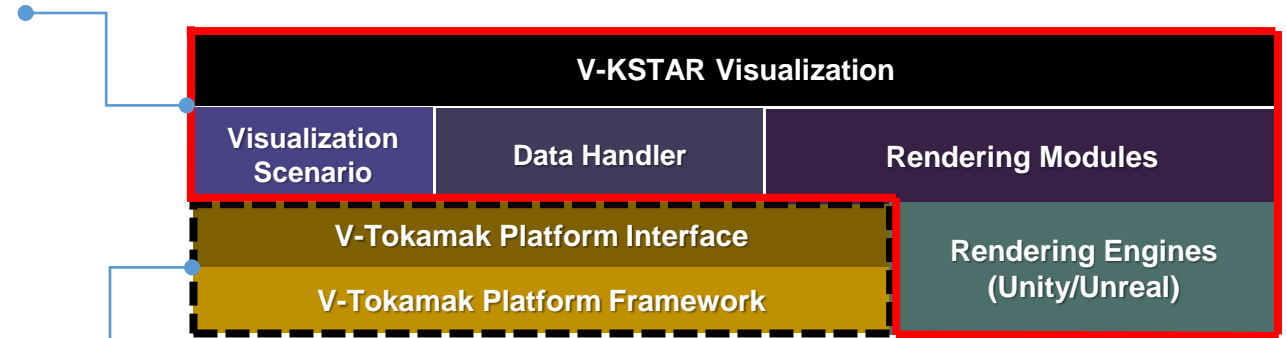 V-KSTAR Visualization
Visualization
Scenario
Data Handler
Rendering Modules
V-Tokamak Platform Interface
Rendering Engines
(Unity/Unreal)
V-Tokamak Platform Framework